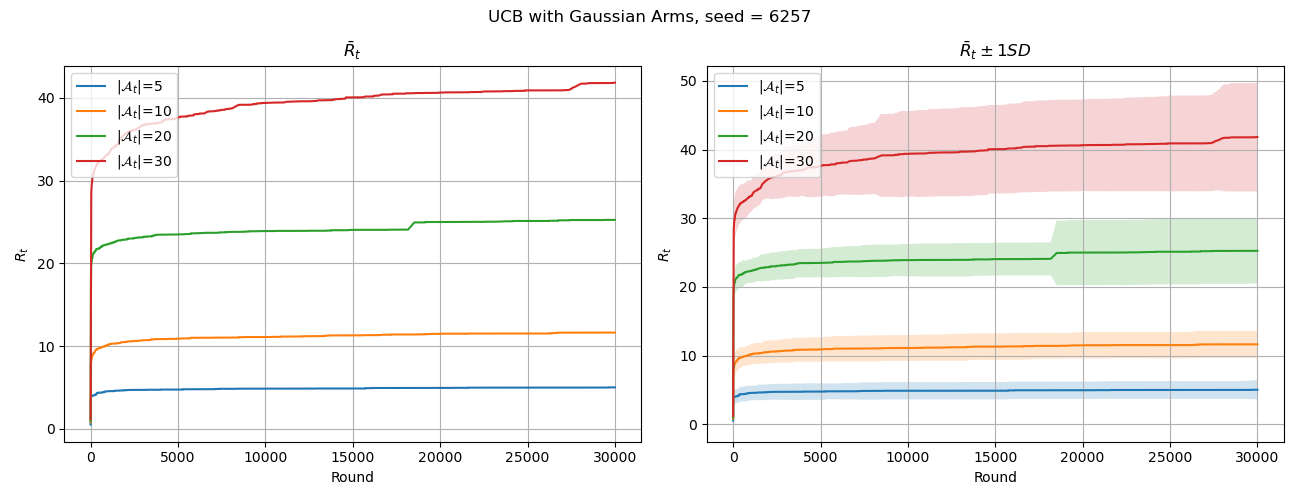 UCB with Gaussian Arms, seed = 6257
R̄ₜ
40
30
20
10
0
Rₜ
|𝒜ₜ|=5
|𝒜ₜ|=10
|𝒜ₜ|=20
|𝒜ₜ|=30
0 5000 10000 15000 20000 25000 30000
Round
R̄ₜ ± 1SD
50
40
30
20
10
0
Rₜ
|𝒜ₜ|=5
|𝒜ₜ|=10
|𝒜ₜ|=20
|𝒜ₜ|=30
0 5000 10000 15000 20000 25000 30000
Round